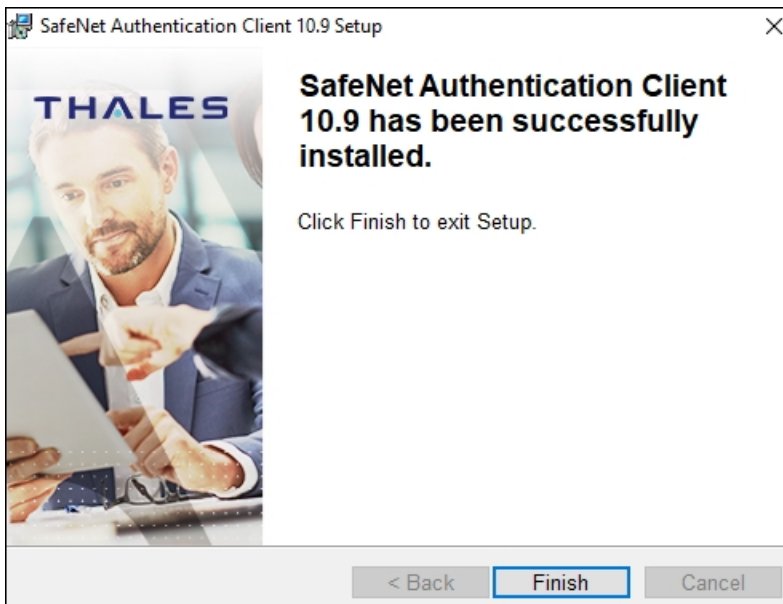 SafeNet Authentication Client 10.9 Setup
THALES
SafeNet Authentication Client
10.9 has been successfully
installed.
Click Finish to exit Setup.
< Back
Finish
Cancel